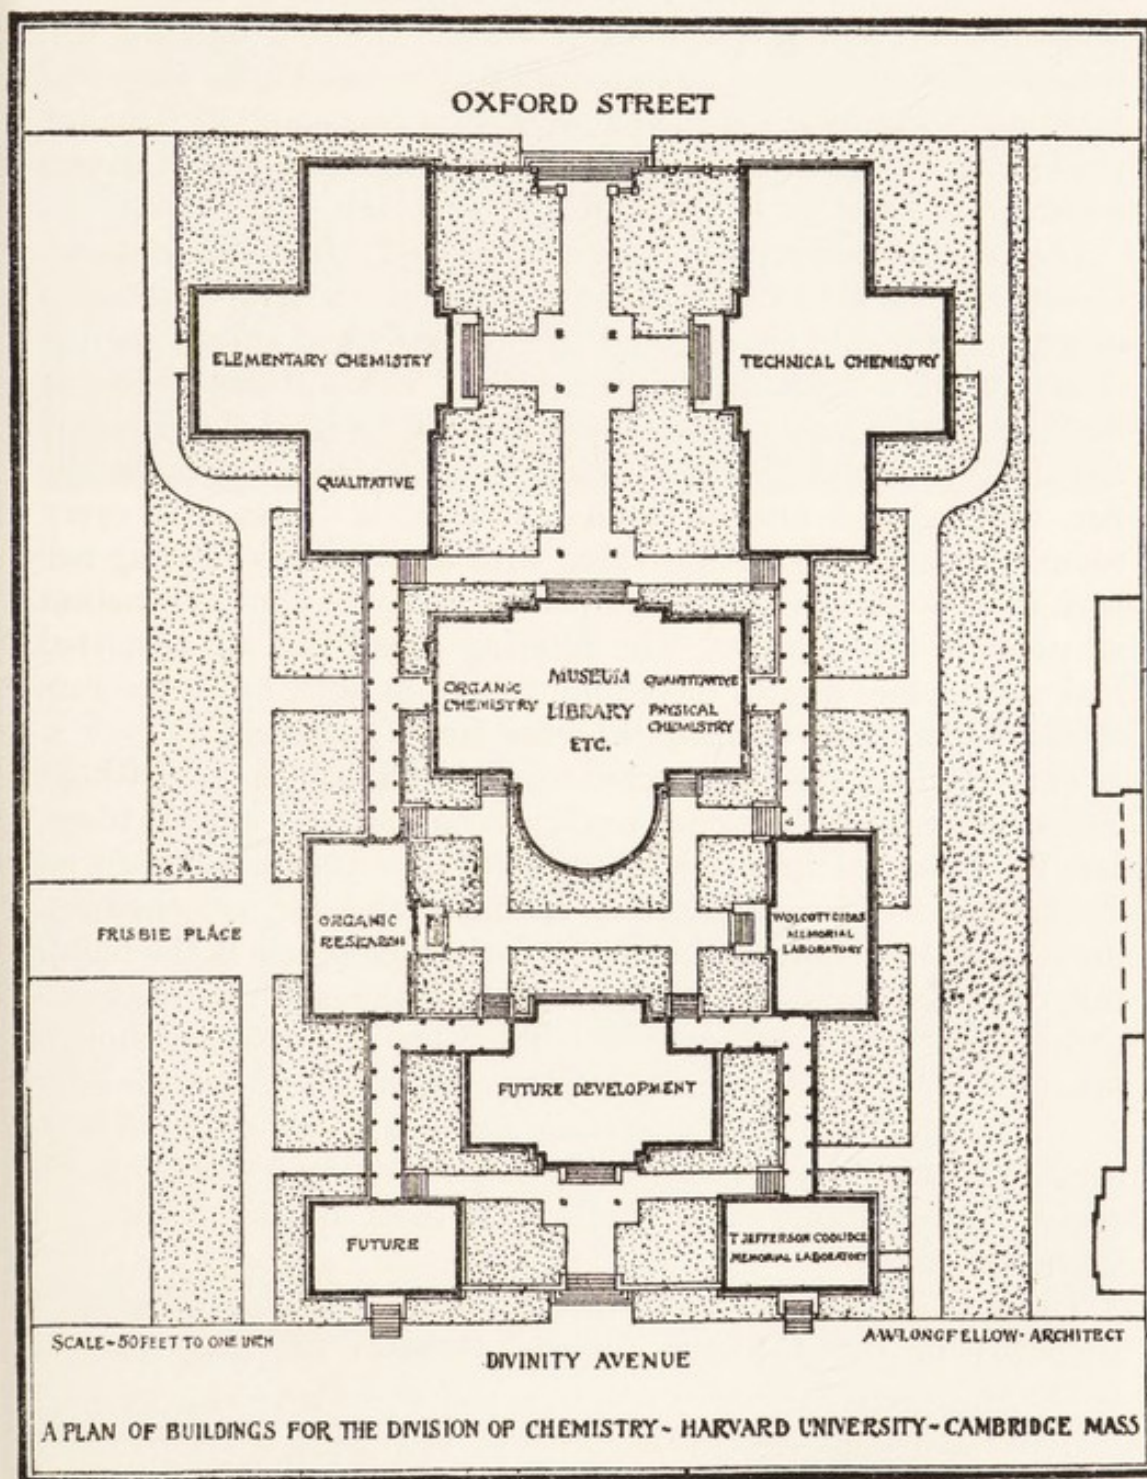 OXFORD STREET
ELEMENTARY CHEMISTRY
TECHNICAL CHEMISTRY
QUALITATIVE
ORGANIC
CHEMISTRY
MUSEUM
LIBRARY
ETC.
QUANTITATIVE
PHYSICAL
CHEMISTRY
FRISBIE PLACE
ORGANIC
RESEARCH
WOLCOTT GIBBS
MEMORIAL
LABORATORY
FUTURE DEVELOPMENT
FUTURE
T JEFFERSON COOLIDGE
MEMORIAL LABORATORY
SCALE~50 FEET TO ONE INCH
A.W.LONGFELLOW· ARCHITECT
DIVINITY AVENUE
A PLAN OF BUILDINGS FOR THE DIVISION OF CHEMISTRY~ HARVARD UNIVERSITY~CAMBRIDGE MASS